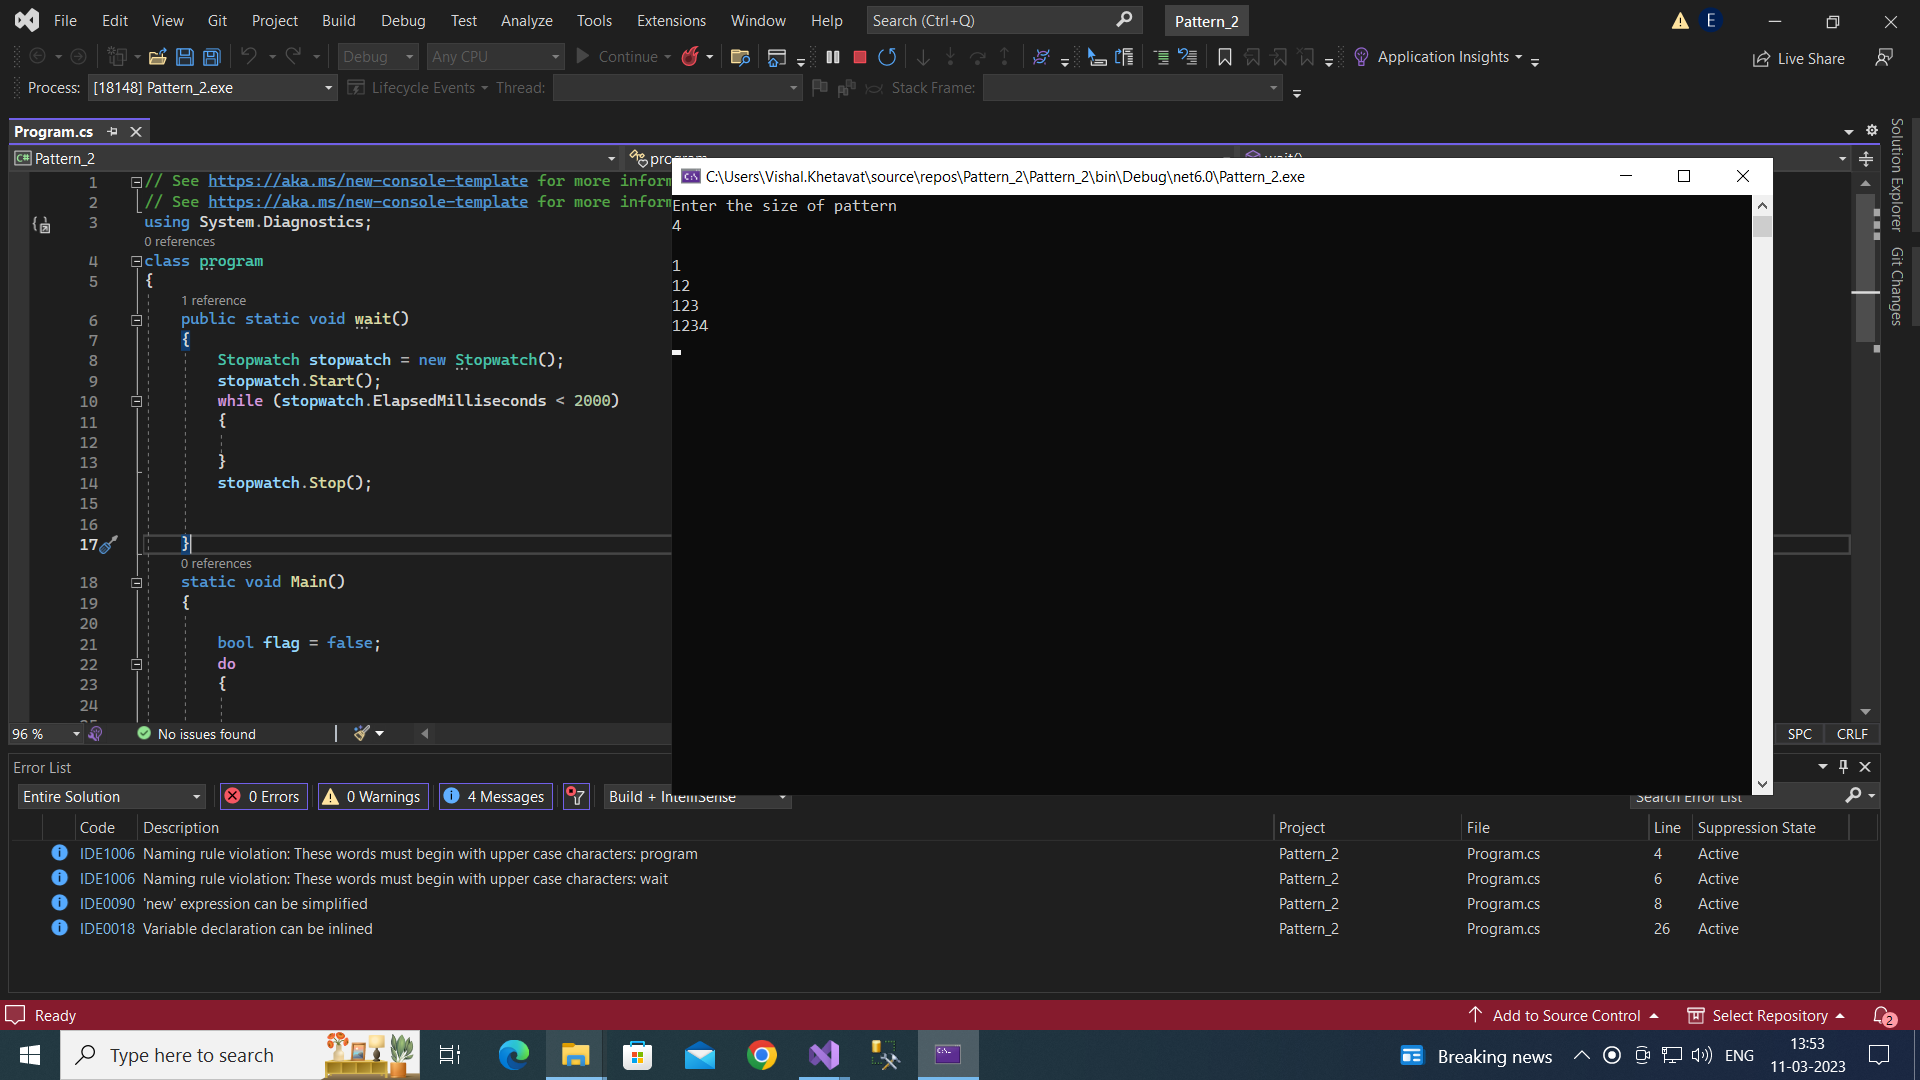 File Edit View Git Project Build Debug Test Analyze Tools Extensions Window Help Search (Ctrl+Q) Pattern_2 E
Debug Any CPU Continue Application Insights Live Share
Process: [18148] Pattern_2.exe Lifecycle Events Thread: Stack Frame:
Program.cs
C# Pattern_2
C:\Users\Vishal.Khetavat\source\repos\Pattern_2\Pattern_2\bin\Debug\net6.0\Pattern_2.exe
Enter the size of pattern
4
1
12
123
1234
1 // See https://aka.ms/new-console-template for more inform
2 // See https://aka.ms/new-console-template for more inform
3 using System.Diagnostics;
0 references
4 class program
5 {
1 reference
6 public static void wait()
7 {
8 Stopwatch stopwatch = new Stopwatch();
9 stopwatch.Start();
10 while (stopwatch.ElapsedMilliseconds < 2000)
11 {
12
13 }
14 stopwatch.Stop();
15
16
17 }
0 references
18 static void Main()
19 {
20
21 bool flag = false;
22 do
23 {
24
Solution Explorer
Git Changes
96 % No issues found SPC CRLF
Error List
Entire Solution 0 Errors 0 Warnings 4 Messages Build + IntelliSense Search Error List
Code Description Project File Line Suppression State
IDE1006 Naming rule violation: These words must begin with upper case characters: program Pattern_2 Program.cs 4 Active
IDE1006 Naming rule violation: These words must begin with upper case characters: wait Pattern_2 Program.cs 6 Active
IDE0090 'new' expression can be simplified Pattern_2 Program.cs 8 Active
IDE0018 Variable declaration can be inlined Pattern_2 Program.cs 26 Active
Ready Add to Source Control Select Repository 2
Type here to search Breaking news ENG 13:53
11-03-2023